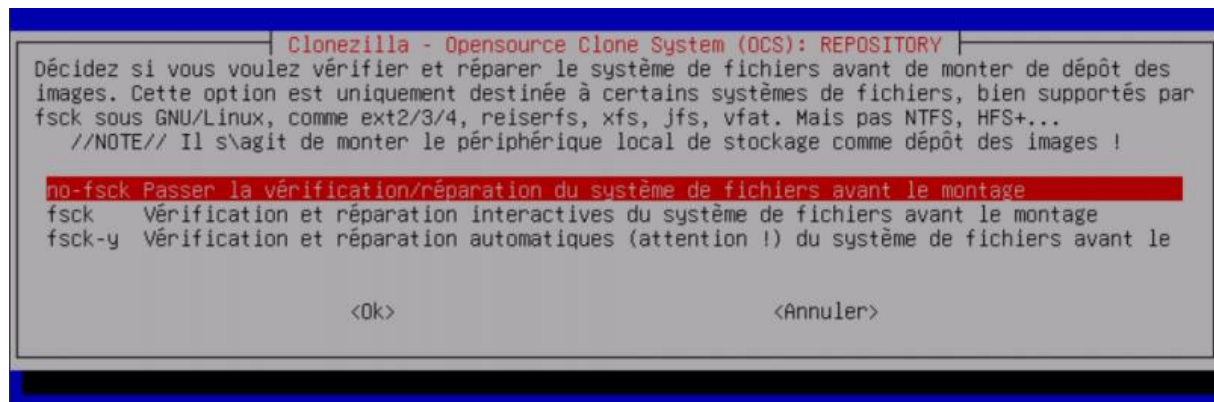 Clonezilla - Opensource Clone System (OCS): REPOSITORY
Décidez si vous voulez vérifier et réparer le système de fichiers avant de monter de dépôt des
images. Cette option est uniquement destinée à certains systèmes de fichiers, bien supportés par
fsck sous GNU/Linux, comme ext2/3/4, reiserfs, xfs, jfs, vfat. Mais pas NTFS, HFS+...
//NOTE// Il s\agit de monter le périphérique local de stockage comme dépôt des images !
no-fsck Passer la vérification/réparation du système de fichiers avant le montage
fsck Vérification et réparation interactives du système de fichiers avant le montage
fsck-y Vérification et réparation automatiques (attention !) du système de fichiers avant le
<Ok> <Annuler>